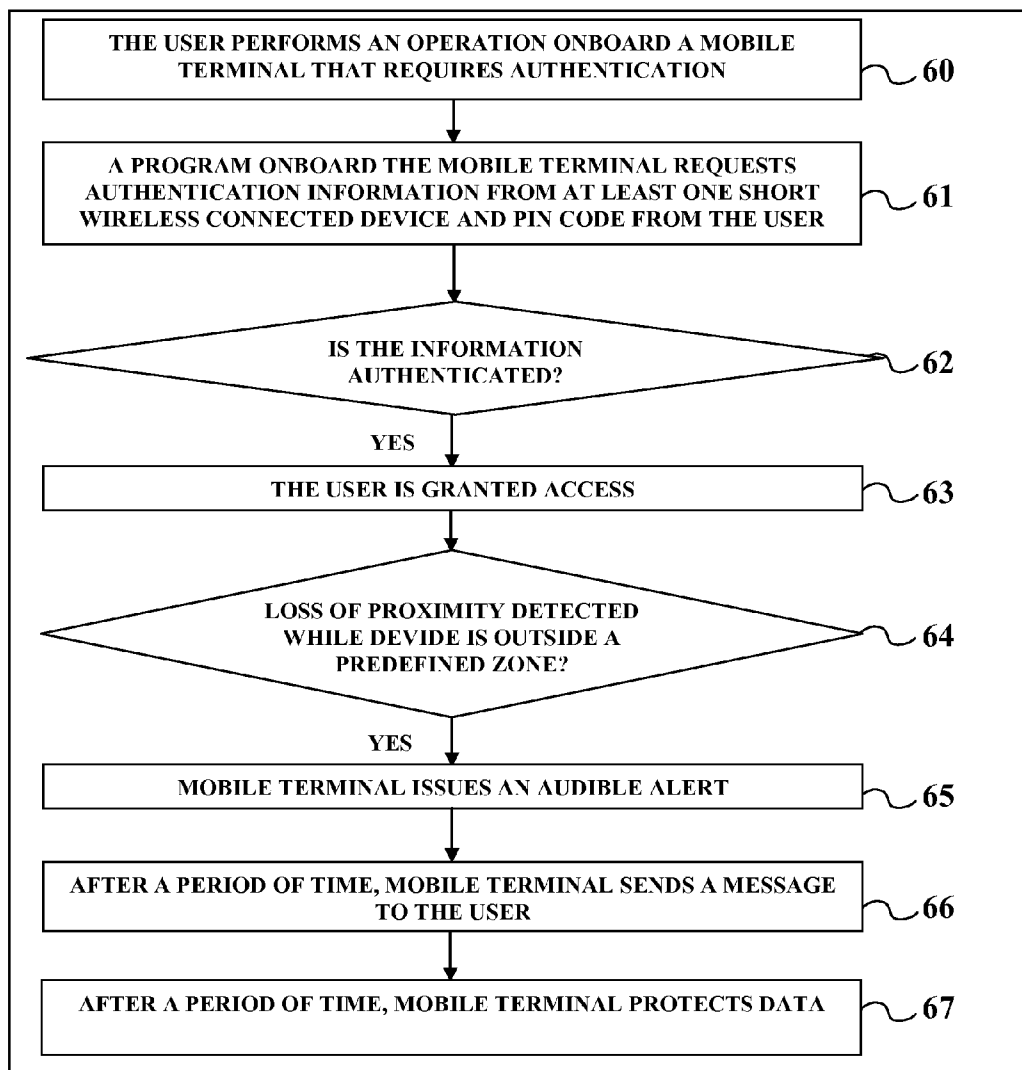 THE USER PERFORMS AN OPERATION ONBOARD A MOBILE
TERMINAL THAT REQUIRES AUTHENTICATION
60
A PROGRAM ONBOARD THE MOBILE TERMINAL REQUESTS
AUTHENTICATION INFORMATION FROM AT LEAST ONE SHORT
WIRELESS CONNECTED DEVICE AND PIN CODE FROM THE USER
61
IS THE INFORMATION
AUTHENTICATED?
62
YES
THE USER IS GRANTED ACCESS
63
LOSS OF PROXIMITY DETECTED
WHILE DEVIDE IS OUTSIDE A
PREDEFINED ZONE?
64
YES
MOBILE TERMINAL ISSUES AN AUDIBLE ALERT
65
AFTER A PERIOD OF TIME, MOBILE TERMINAL SENDS A MESSAGE
TO THE USER
66
AFTER A PERIOD OF TIME, MOBILE TERMINAL PROTECTS DATA
67